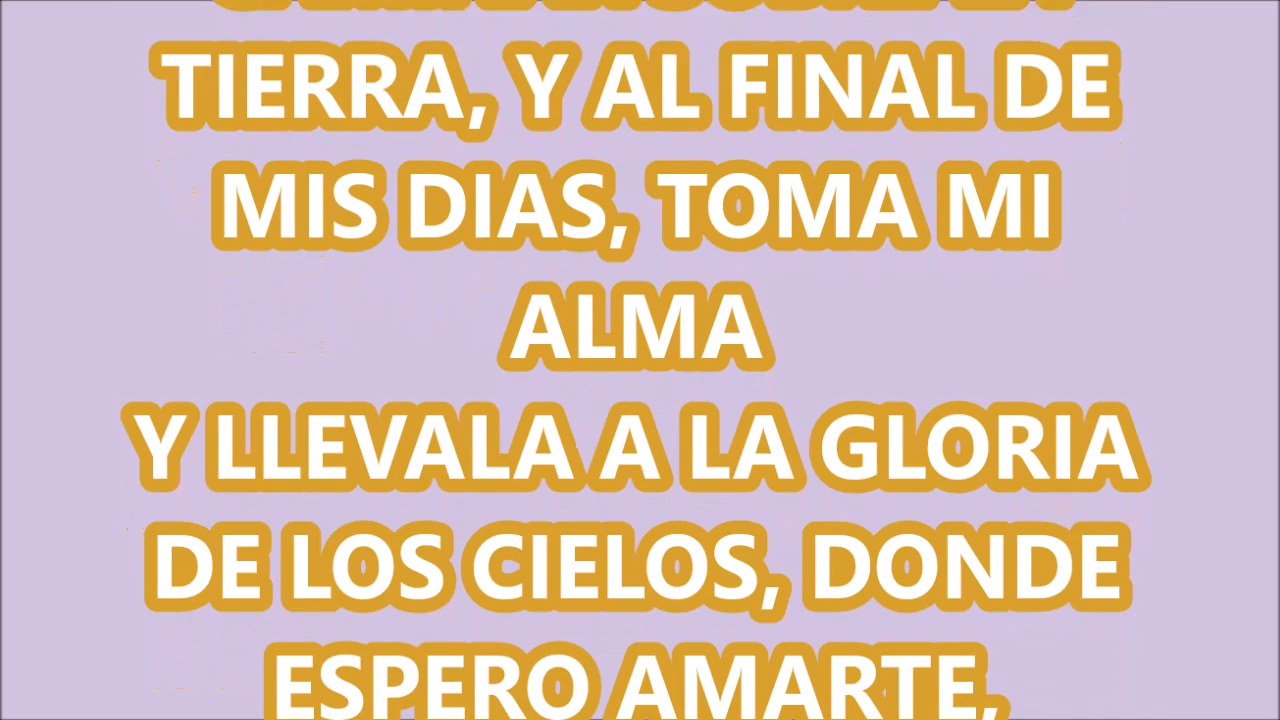 TIERRA, Y AL FINAL DE
MIS DIAS, TOMA MI
ALMA
Y LLEVALA A LA GLORIA
DE LOS CIELOS, DONDE
ESPERO AMARTE,